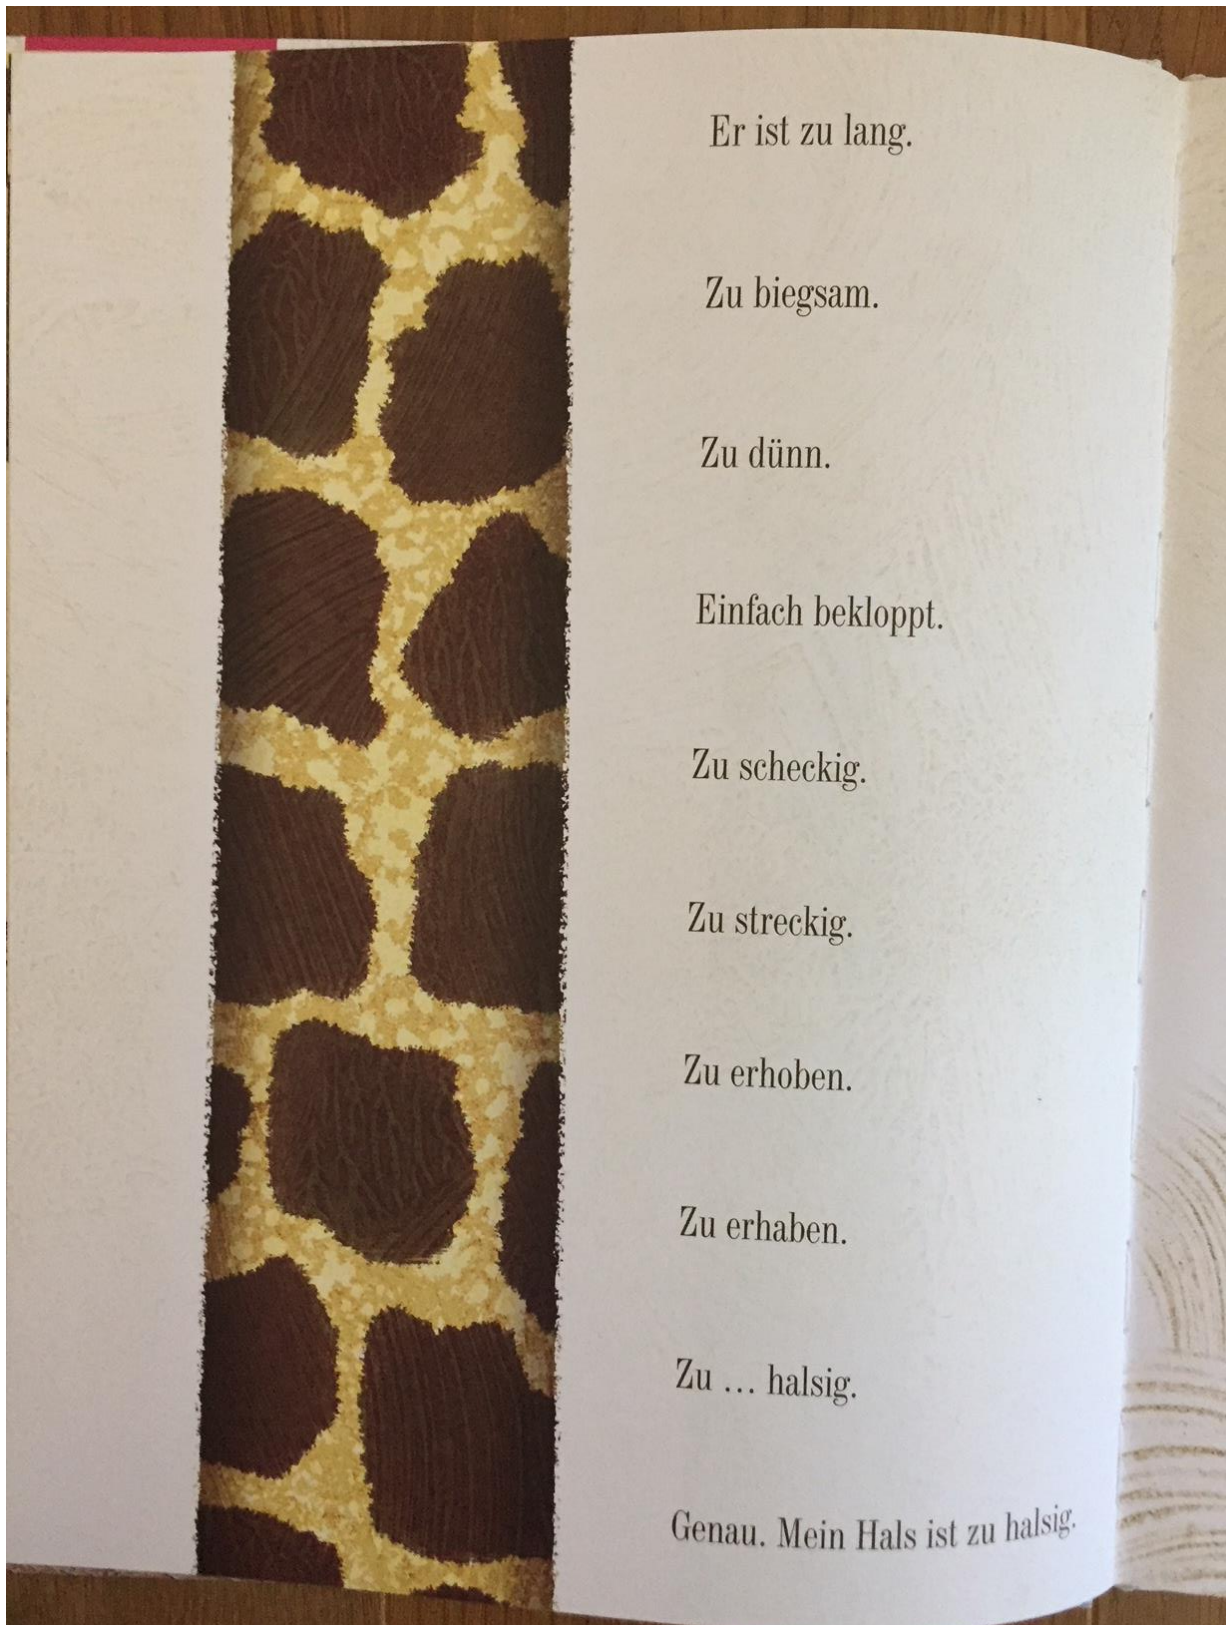 Er ist zu lang.
Zu biegsam.
Zu dünn.
Einfach bekloppt.
Zu scheckig.
Zu streckig.
Zu erhoben.
Zu erhaben.
Zu … halsig.
Genau. Mein Hals ist zu halsig.